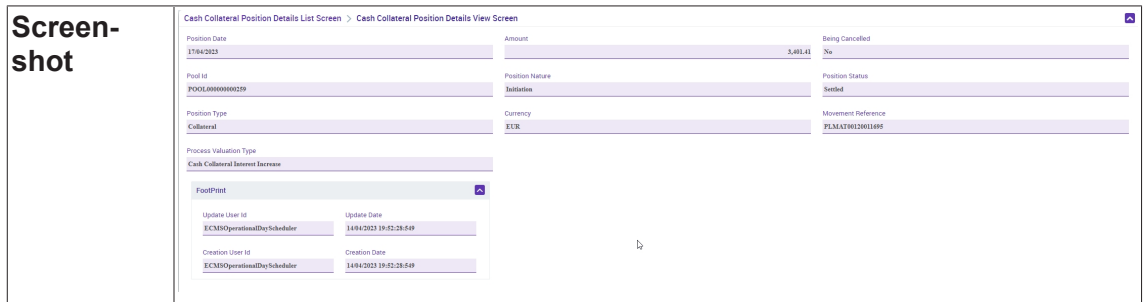 Screen-
shot
Cash Collateral Position Details List Screen > Cash Collateral Position Details View Screen
Position Date Amount Being Cancelled
17/04/2023 3,401.41 No
Pool Id Position Nature Position Status
POOL000000000259 Initiation Settled
Position Type Currency Movement Reference
Collateral EUR PLMAT00120011695
Process Valuation Type
Cash Collateral Interest Increase
FootPrint
Update User Id Update Date
ECMSOperationalDayScheduler 14/04/2023 19:52:28:549
Creation User Id Creation Date
ECMSOperationalDayScheduler 14/04/2023 19:52:28:549